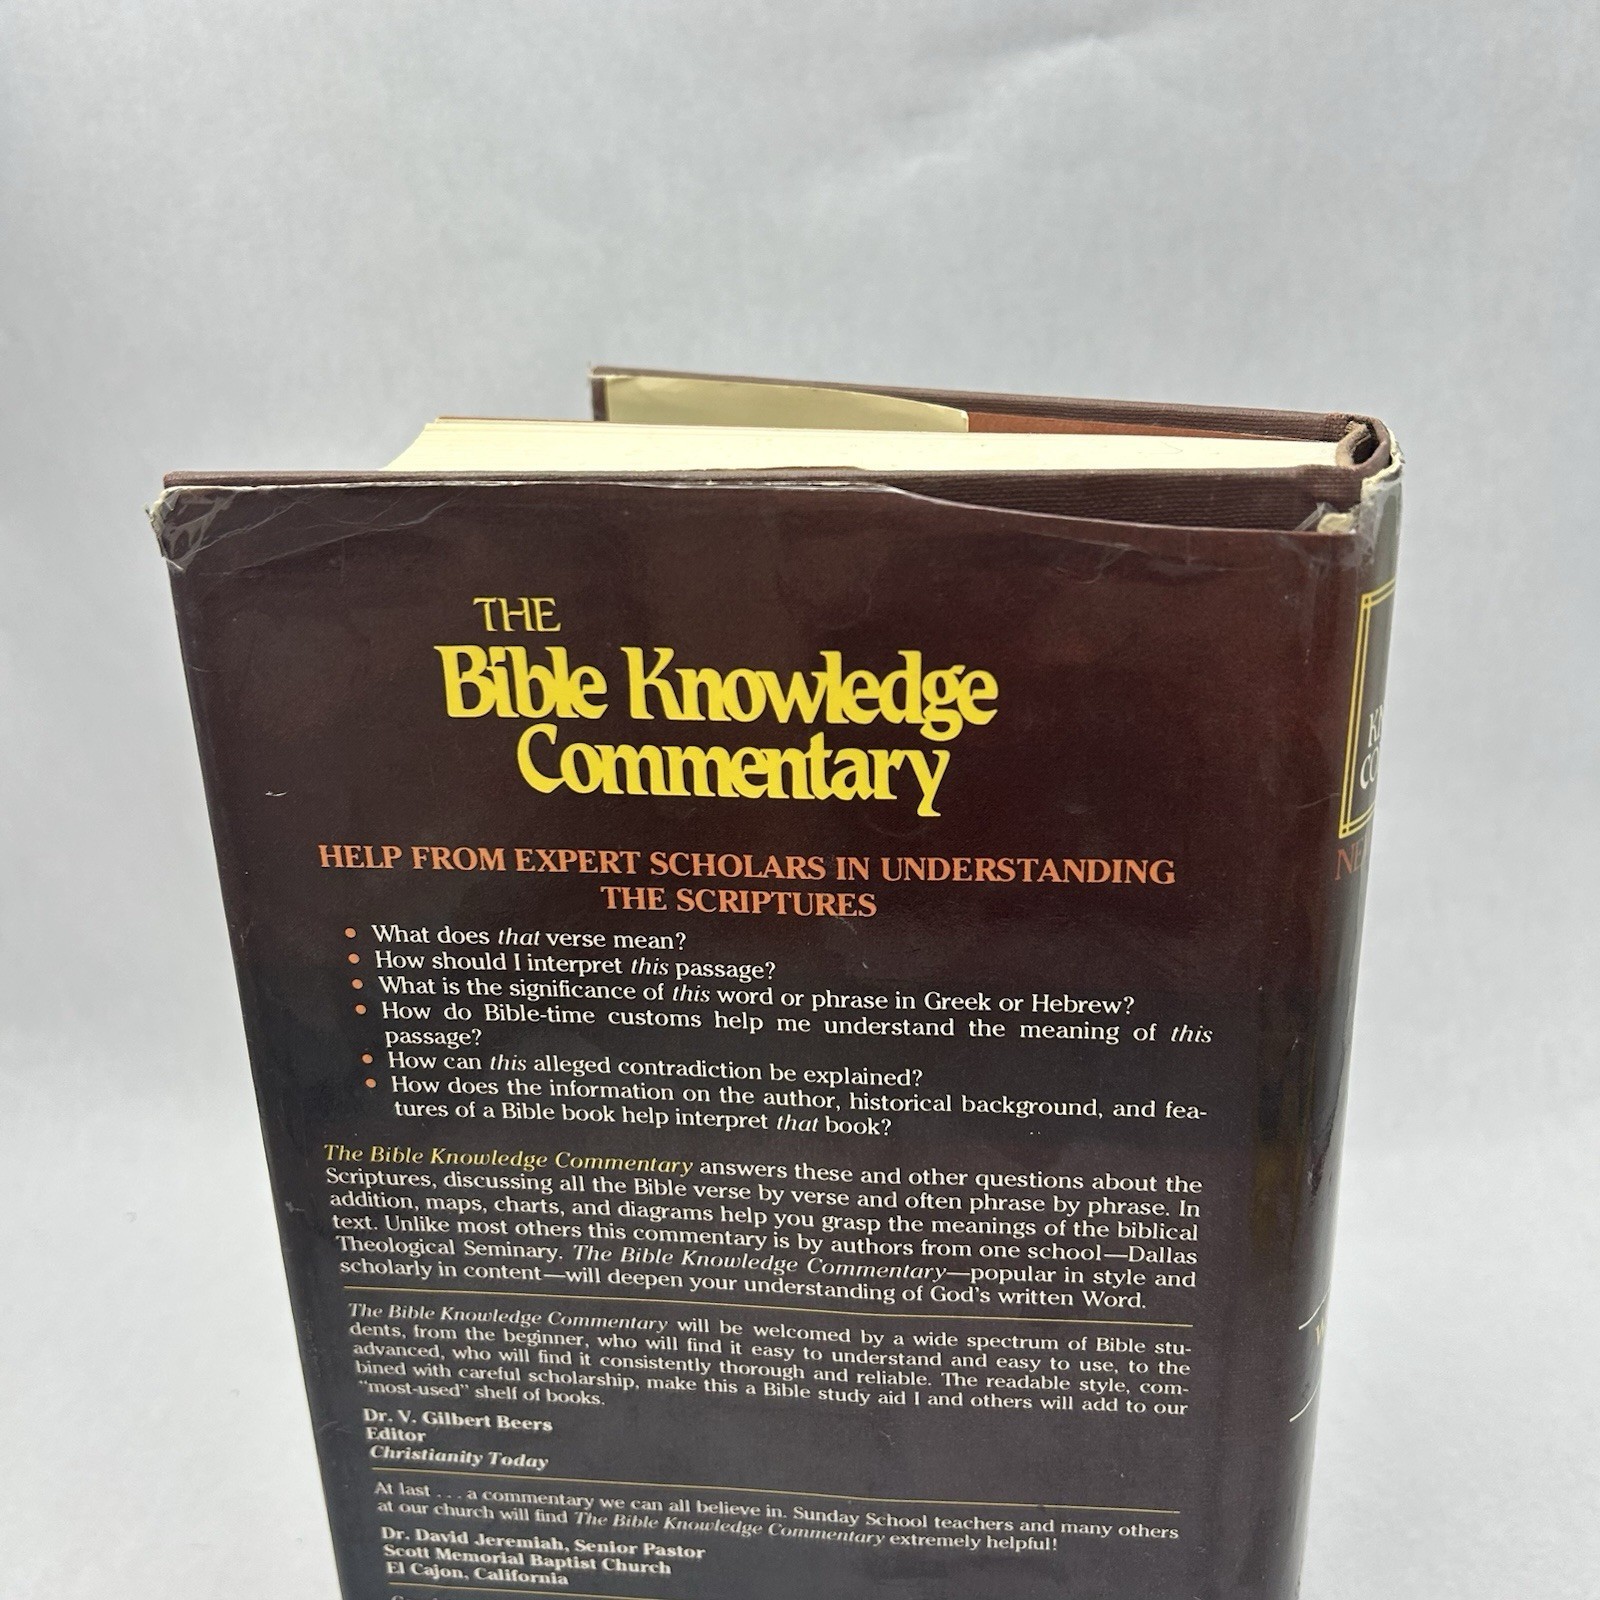 THE
Bible Knowledge
Commentary
HELP FROM EXPERT SCHOLARS IN UNDERSTANDING
THE SCRIPTURES
• What does that verse mean?
• How should I interpret this passage?
• What is the significance of this word or phrase in Greek or Hebrew?
• How do Bible-time customs help me understand the meaning of this
passage?
• How can this alleged contradiction be explained?
• How does the information on the author, historical background, and fea-
tures of a Bible book help interpret that book?
The Bible Knowledge Commentary answers these and other questions about the
Scriptures, discussing all the Bible verse by verse and often phrase by phrase. In
addition, maps, charts, and diagrams help you grasp the meanings of the biblical
text. Unlike most others this commentary is by authors from one school—Dallas
Theological Seminary. The Bible Knowledge Commentary—popular in style and
scholarly in content—will deepen your understanding of God's written Word.
The Bible Knowledge Commentary will be welcomed by a wide spectrum of Bible stu-
dents, from the beginner, who will find it easy to understand and easy to use, to the
advanced, who will find it consistently thorough and reliable. The readable style, com-
bined with careful scholarship, make this a Bible study aid I and others will add to our
"most-used" shelf of books.
Dr. V. Gilbert Beers
Editor
Christianity Today
At last . . . a commentary we can all believe in. Sunday School teachers and many others
at our church will find The Bible Knowledge Commentary extremely helpful!
Dr. David Jeremiah, Senior Pastor
Scott Memorial Baptist Church
El Cajon, California
KN
CO
NE